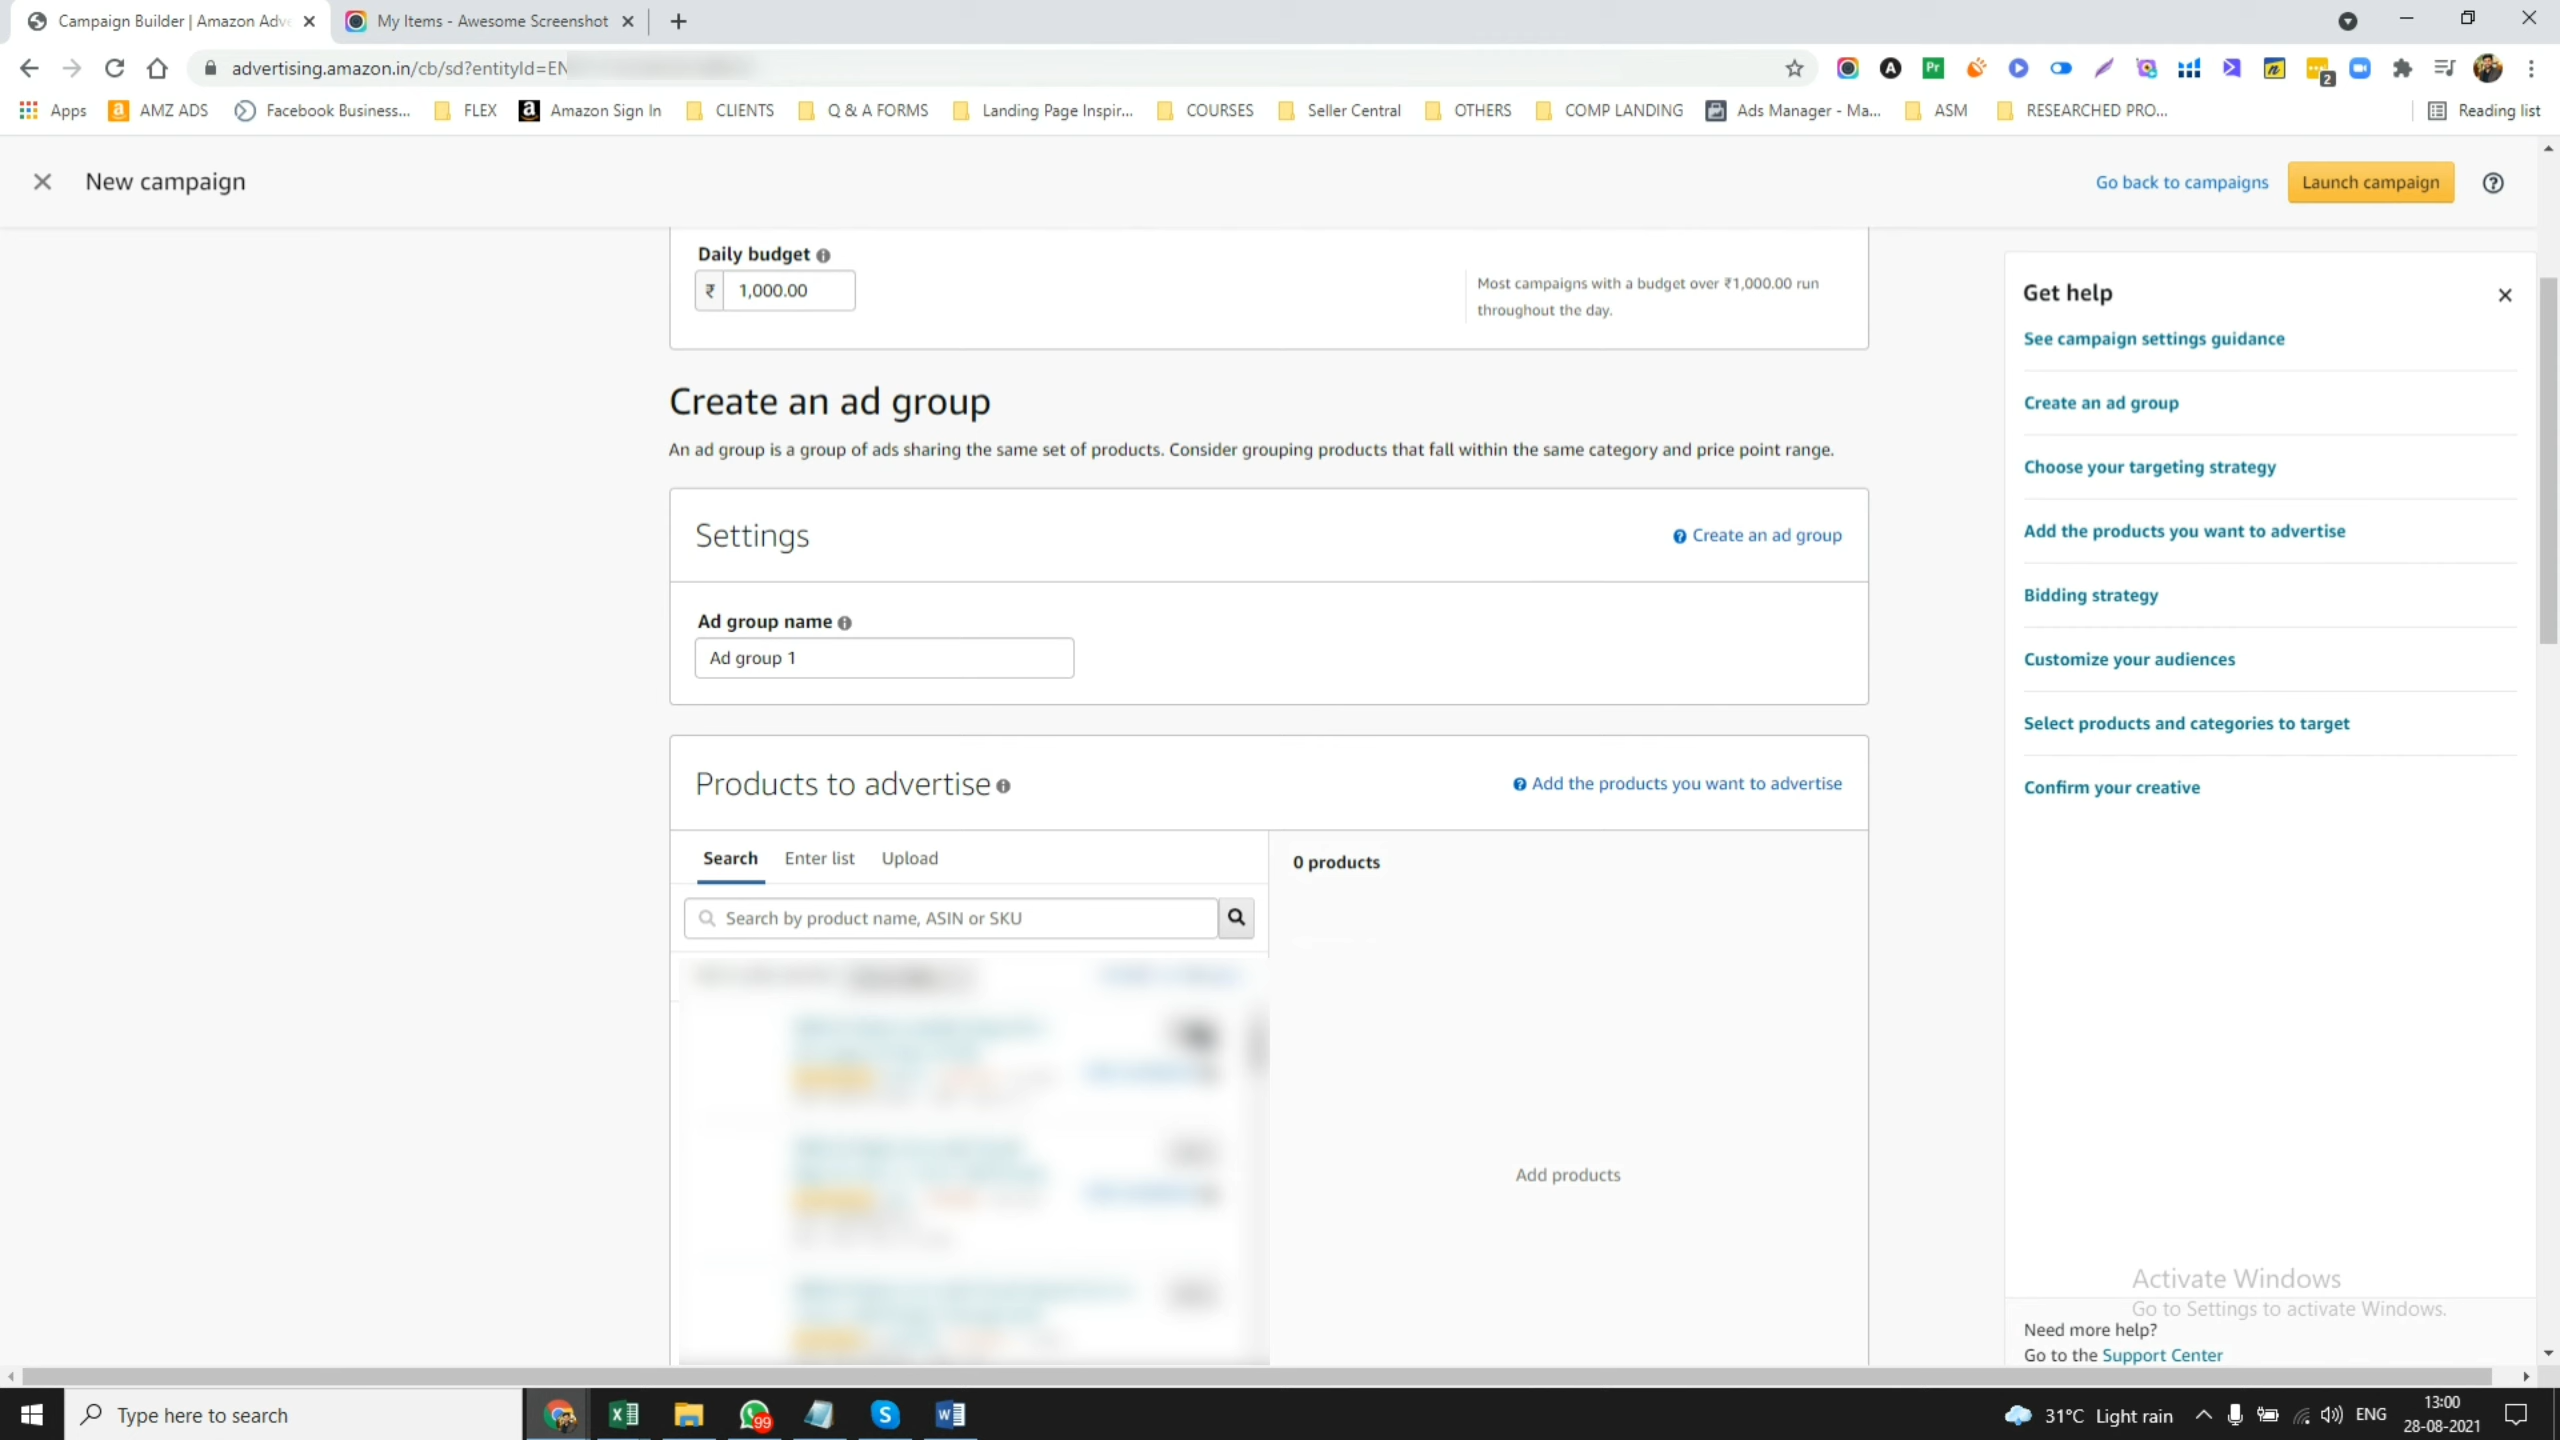 Campaign Builder | Amazon Adve
My Items - Awesome Screenshot
advertising.amazon.in/cb/sd?entityId=EN
Apps
AMZ ADS
Facebook Business...
FLEX
Amazon Sign In
CLIENTS
Q & A FORMS
Landing Page Inspir...
COURSES
Seller Central
OTHERS
COMP LANDING
Ads Manager - Ma...
ASM
RESEARCHED PRO...
Reading list
New campaign
Go back to campaigns
Launch campaign
Daily budget
₹ 1,000.00
Most campaigns with a budget over ₹1,000.00 run
throughout the day.
Create an ad group
An ad group is a group of ads sharing the same set of products. Consider grouping products that fall within the same category and price point range.
Settings
Create an ad group
Ad group name
Ad group 1
Products to advertise
Add the products you want to advertise
Search
Enter list
Upload
0 products
Search by product name, ASIN or SKU
Add products
Get help
See campaign settings guidance
Create an ad group
Choose your targeting strategy
Add the products you want to advertise
Bidding strategy
Customize your audiences
Select products and categories to target
Confirm your creative
Activate Windows
Go to Settings to activate Windows.
Need more help?
Go to the Support Center
Type here to search
99
31°C Light rain
ENG
13:00
28-08-2021